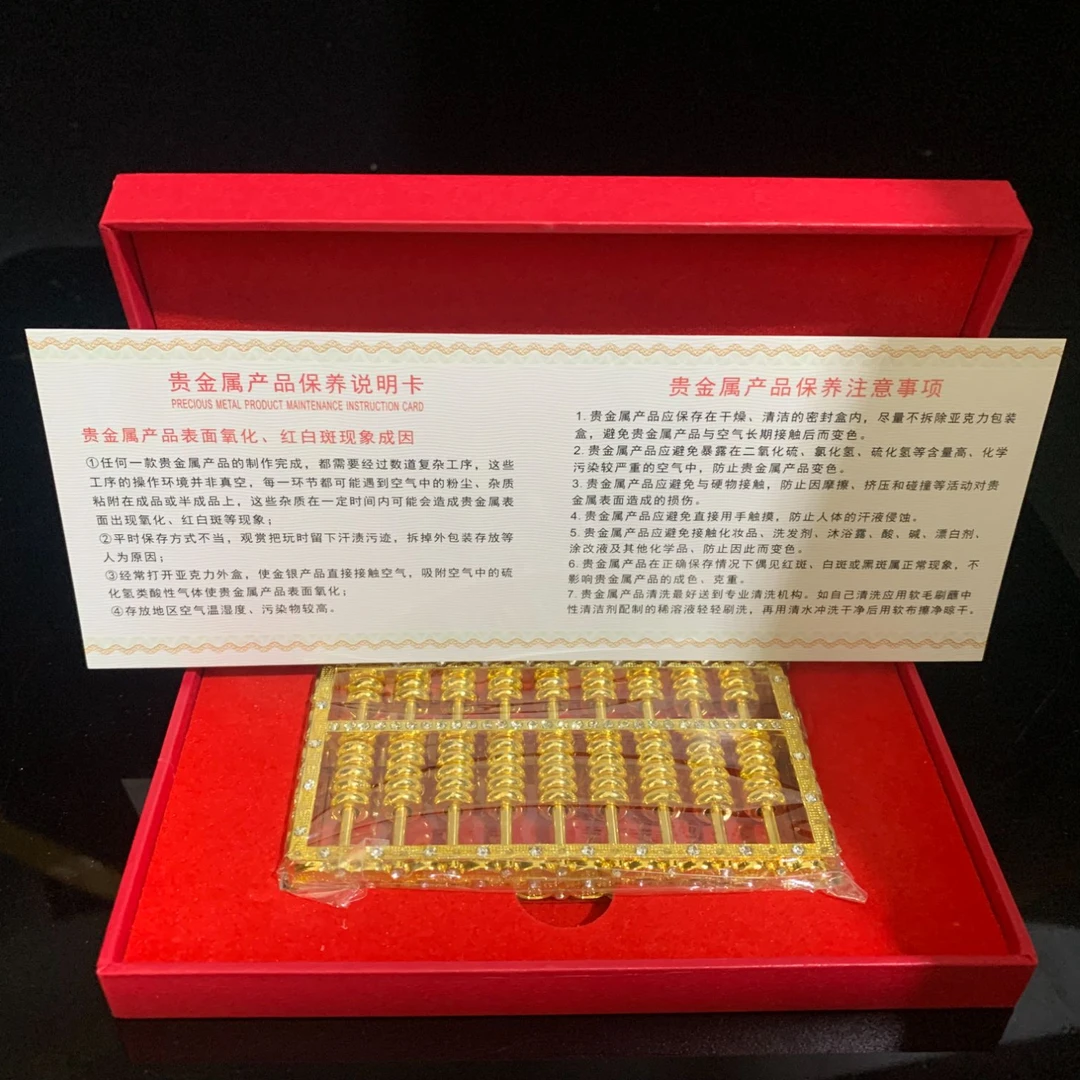 贵金属产品保养说明卡
PRECIOUS METAL PRODUCT MAINTENANCE INSTRUCTION CARD
贵金属产品表面氧化、红白斑现象成因
①任何一款贵金属产品的制作完成，都需要经过数道复杂工序，这些
工序的操作环境并非真空，每一环节都可能遇到空气中的粉尘、杂质
粘附在成品或半成品上，这些杂质在一定时间内可能会造成贵金属表
面出现氧化、红白斑等现象；
②平时保存方式不当，观赏把玩时留下汗渍污迹，拆掉外包装存放等
人为原因；
③经常打开亚克力外盒，使金银产品直接接触空气，吸附空气中的硫
化氢类酸性气体使贵金属产品表面氧化；
④存放地区空气温湿度、污染物较高。
贵金属产品保养注意事项
1.贵金属产品应保存在干燥、清洁的密封盒内，尽量不拆除亚克力包装
盒，避免贵金属产品与空气长期接触后而变色。
2.贵金属产品应避免暴露在二氧化硫、氯化氢、硫化氢等含量高、化学
污染较严重的空气中，防止贵金属产品变色。
3.贵金属产品应避免与硬物接触，防止因摩擦、挤压和碰撞等活动对贵
金属表面造成的损伤。
4.贵金属产品应避免直接用手触摸，防止人体的汗液侵蚀。
5.贵金属产品应避免接触化妆品、洗发剂、沐浴露、酸、碱、漂白剂、
涂改液及其他化学品、防止因此而变色。
6.贵金属产品在正确保存情况下偶见红斑、白斑或黑斑属正常现象，不
影响贵金属产品的成色、克重。
7.贵金属产品清洗最好送到专业清洗机构。如自己清洗应用软毛刷蘸中
性清洁剂配制的稀溶液轻轻刷洗，再用清水冲洗干净后用软布擦净晾干。